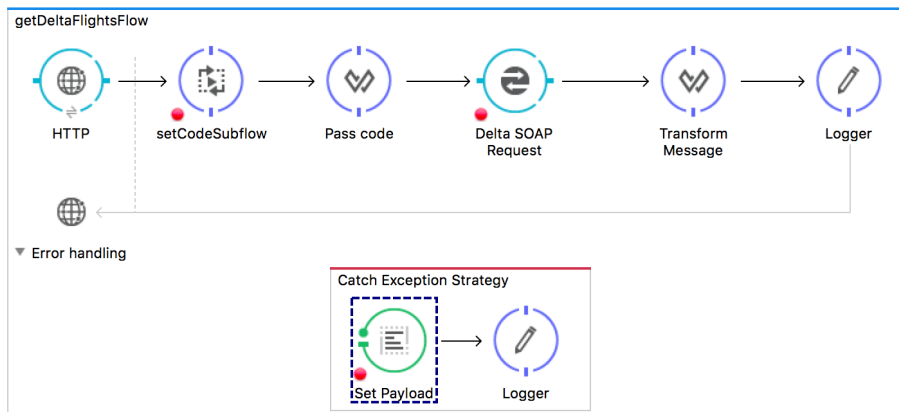 getDeltaFlightsFlow
HTTP
setCodeSubflow
Pass code
Delta SOAP
Request
Transform
Message
Logger
Error handling
Catch Exception Strategy
Set Payload
Logger